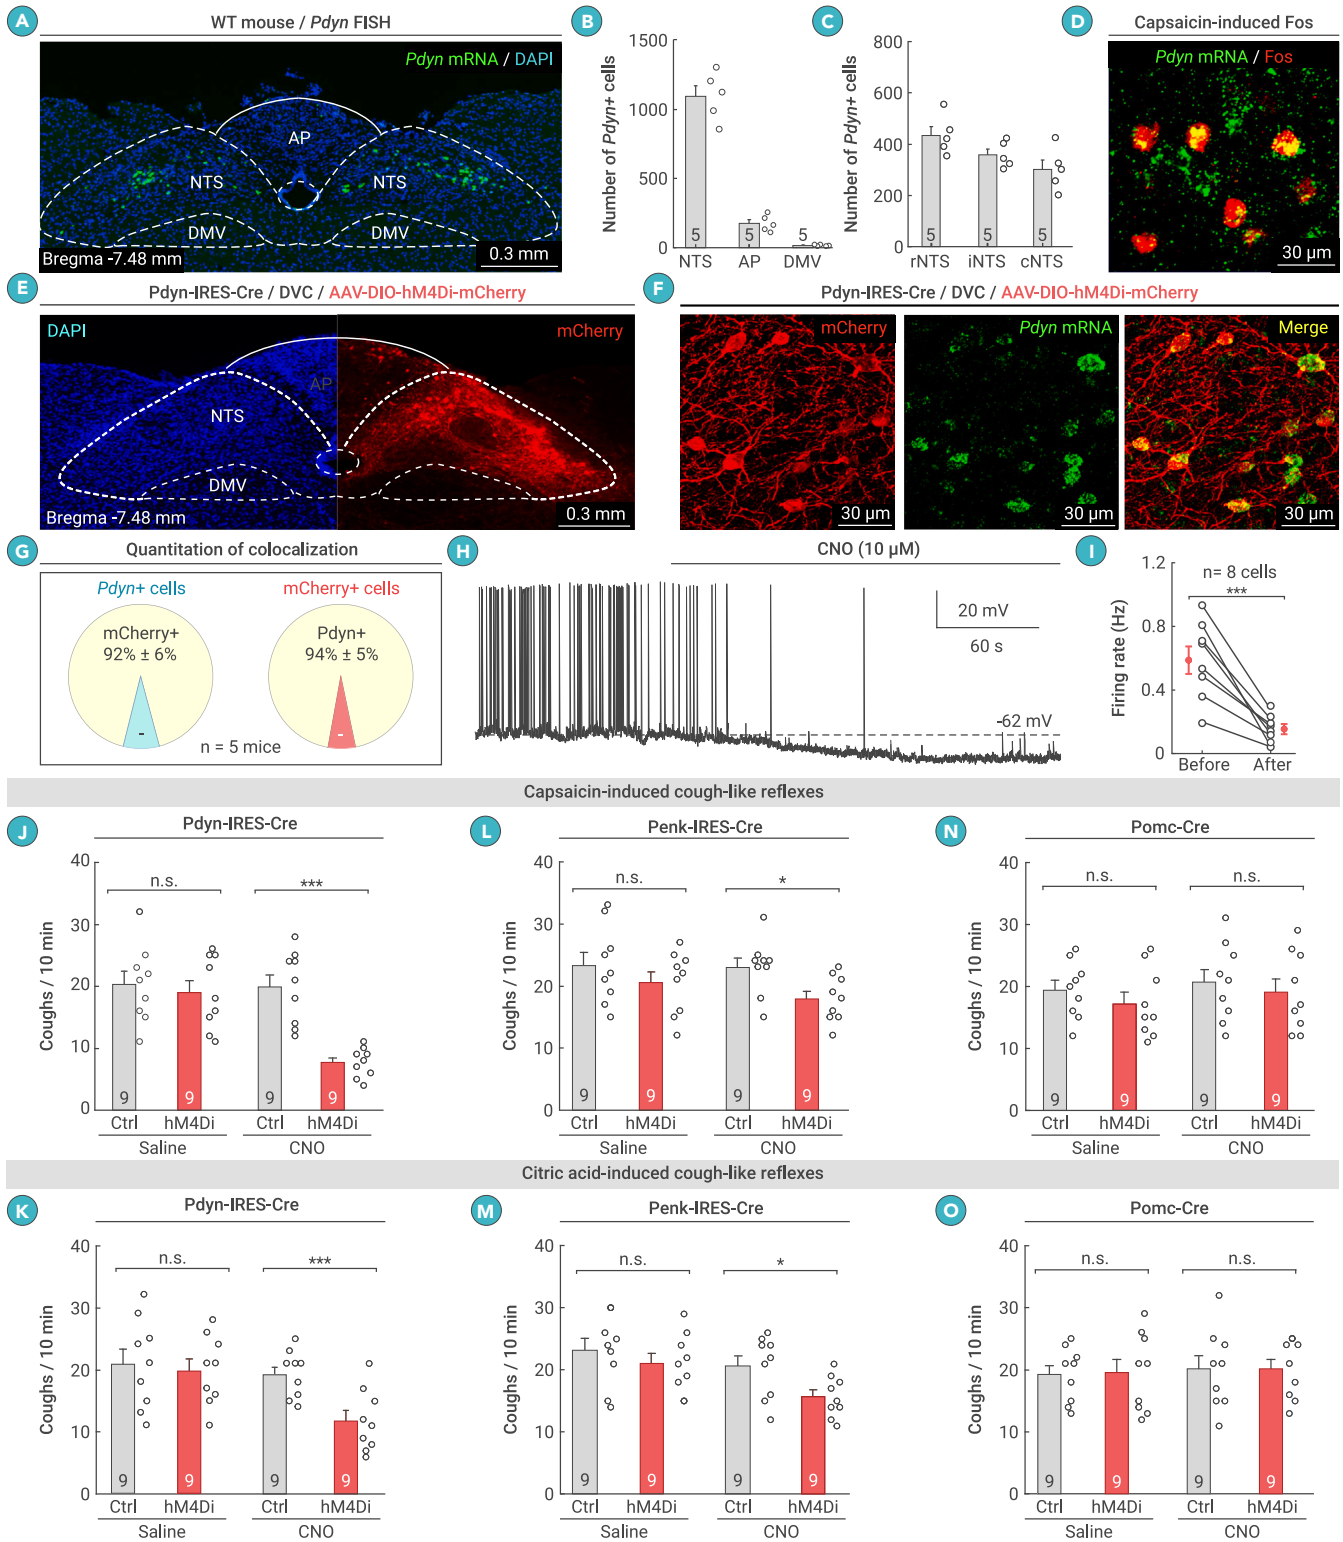 A
WT mouse / Pdyn FISH
Pdyn mRNA / DAPI
AP
NTS
NTS
DMV
DMV
Bregma -7.48 mm
0.3 mm
B
Number of Pdyn+ cells
1500
1000
500
0
5
5
5
NTS
AP
DMV
C
Number of Pdyn+ cells
800
600
400
200
0
5
5
5
rNTS
iNTS
cNTS
D
Capsaicin-induced Fos
Pdyn mRNA / Fos
30 µm
E
Pdyn-IRES-Cre / DVC / AAV-DIO-hM4Di-mCherry
DAPI
mCherry
AP
NTS
DMV
Bregma -7.48 mm
0.3 mm
F
Pdyn-IRES-Cre / DVC / AAV-DIO-hM4Di-mCherry
mCherry
Pdyn mRNA
Merge
30 µm
30 µm
30 µm
G
Quantitation of colocalization
Pdyn+ cells
mCherry+ cells
mCherry+
92% ± 6%
Pdyn+
94% ± 5%
-
-
n = 5 mice
H
CNO (10 µM)
20 mV
60 s
-62 mV
I
Firing rate (Hz)
1.2
0.8
0.4
0
n= 8 cells
***
Before
After
Capsaicin-induced cough-like reflexes
J
Pdyn-IRES-Cre
Coughs / 10 min
40
30
20
10
0
n.s.
***
9
9
9
9
Ctrl
hM4Di
Ctrl
hM4Di
Saline
CNO
L
Penk-IRES-Cre
Coughs / 10 min
40
30
20
10
0
n.s.
*
9
9
9
9
Ctrl
hM4Di
Ctrl
hM4Di
Saline
CNO
N
Pomc-Cre
Coughs / 10 min
40
30
20
10
0
n.s.
n.s.
9
9
9
9
Ctrl
hM4Di
Ctrl
hM4Di
Saline
CNO
Citric acid-induced cough-like reflexes
K
Pdyn-IRES-Cre
Coughs / 10 min
40
30
20
10
0
n.s.
***
9
9
9
9
Ctrl
hM4Di
Ctrl
hM4Di
Saline
CNO
M
Penk-IRES-Cre
Coughs / 10 min
40
30
20
10
0
n.s.
*
9
9
9
9
Ctrl
hM4Di
Ctrl
hM4Di
Saline
CNO
O
Pomc-Cre
Coughs / 10 min
40
30
20
10
0
n.s.
n.s.
9
9
9
9
Ctrl
hM4Di
Ctrl
hM4Di
Saline
CNO